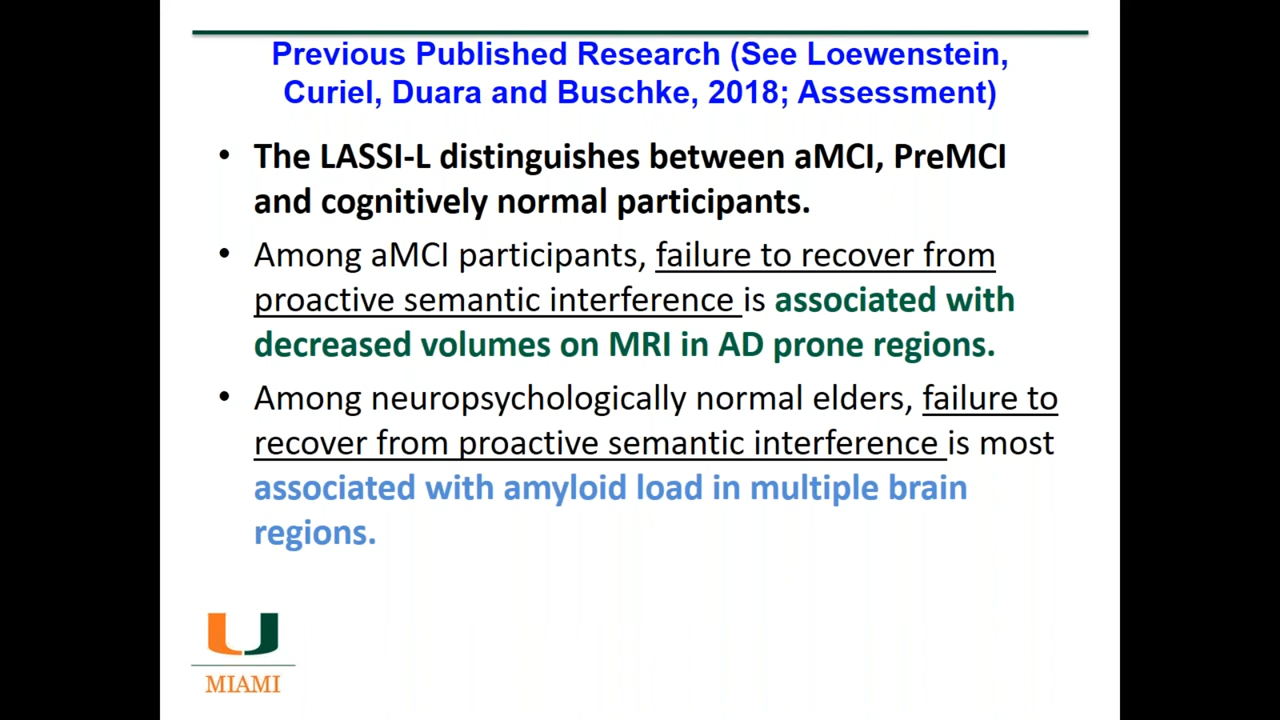 Previous Published Research (See Loewenstein,
Curiel, Duara and Buschke, 2018; Assessment)
• The LASSI-L distinguishes between aMCI, PreMCI
and cognitively normal participants.
• Among aMCI participants, failure to recover from
proactive semantic interference is associated with
decreased volumes on MRI in AD prone regions.
• Among neuropsychologically normal elders, failure to
recover from proactive semantic interference is most
associated with amyloid load in multiple brain
regions.
U
MIAMI